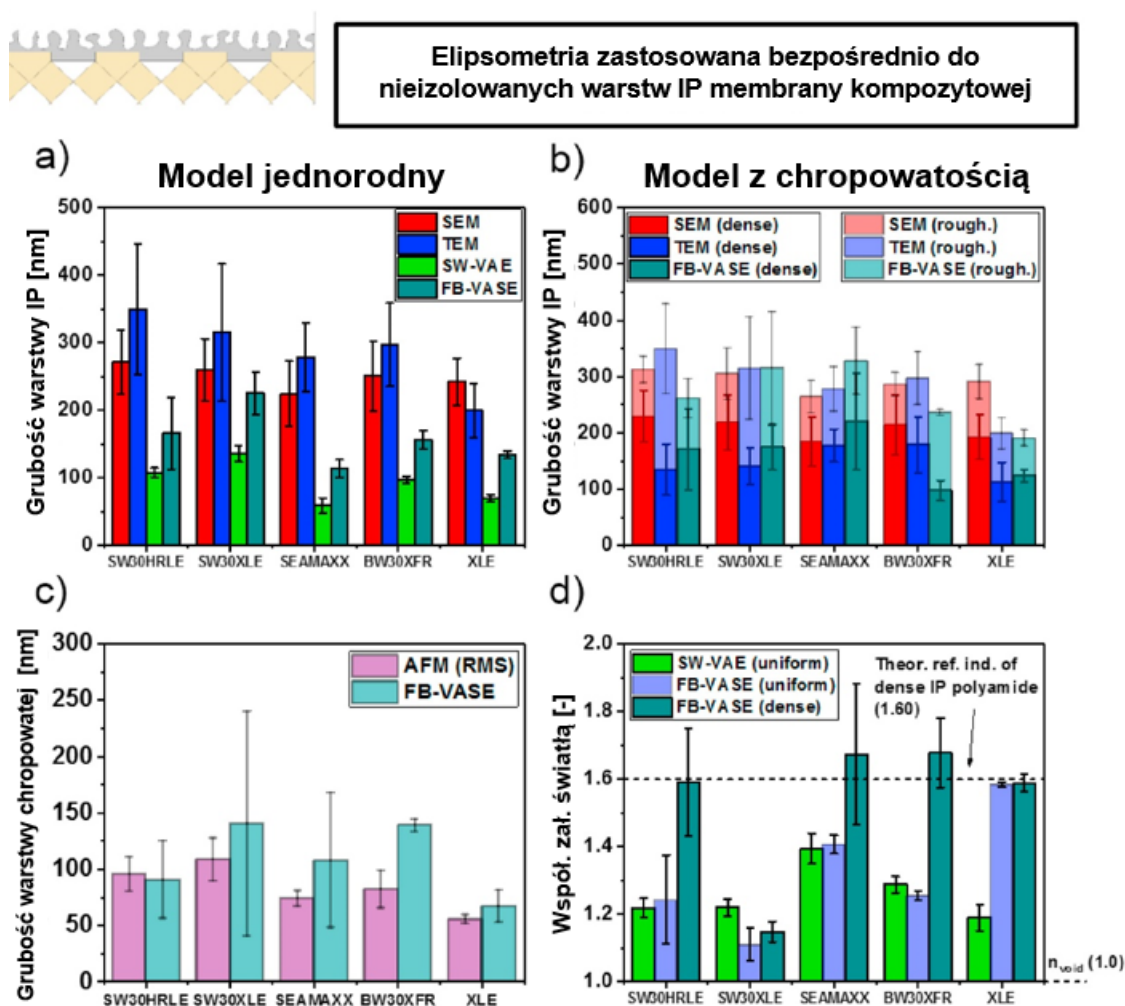 Elipsometria zastosowana bezpośrednio do
nieizolowanych warstw IP membrany kompozytowej
a)
Model jednorodny
Grubość warstwy IP [nm]
500
400
300
200
100
0
SEM
TEM
SW-VAE
FB-VASE
SW30HRLE SW30XLE SEAMAXX BW30XFR XLE
b)
Model z chropowatością
Grubość warstwy IP [nm]
600
500
400
300
200
100
0
SEM (dense)
TEM (dense)
FB-VASE (dense)
SEM (rough.)
TEM (rough.)
FB-VASE (rough.)
SW30HRLE SW30XLE SEAMAXX BW30XFR XLE
c)
Grubość warstwy chropowatej [nm]
300
250
200
150
100
50
0
AFM (RMS)
FB-VASE
SW30HRLE SW30XLE SEAMAXX BW30XFR XLE
d)
Współ. zał. światłą [-]
2.0
1.8
1.6
1.4
1.2
1.0
SW-VAE (uniform)
FB-VASE (uniform)
FB-VASE (dense)
Theor. ref. ind. of
dense IP polyamide
(1.60)
n_void (1.0)
SW30HRLE SW30XLE SEAMAXX BW30XFR XLE